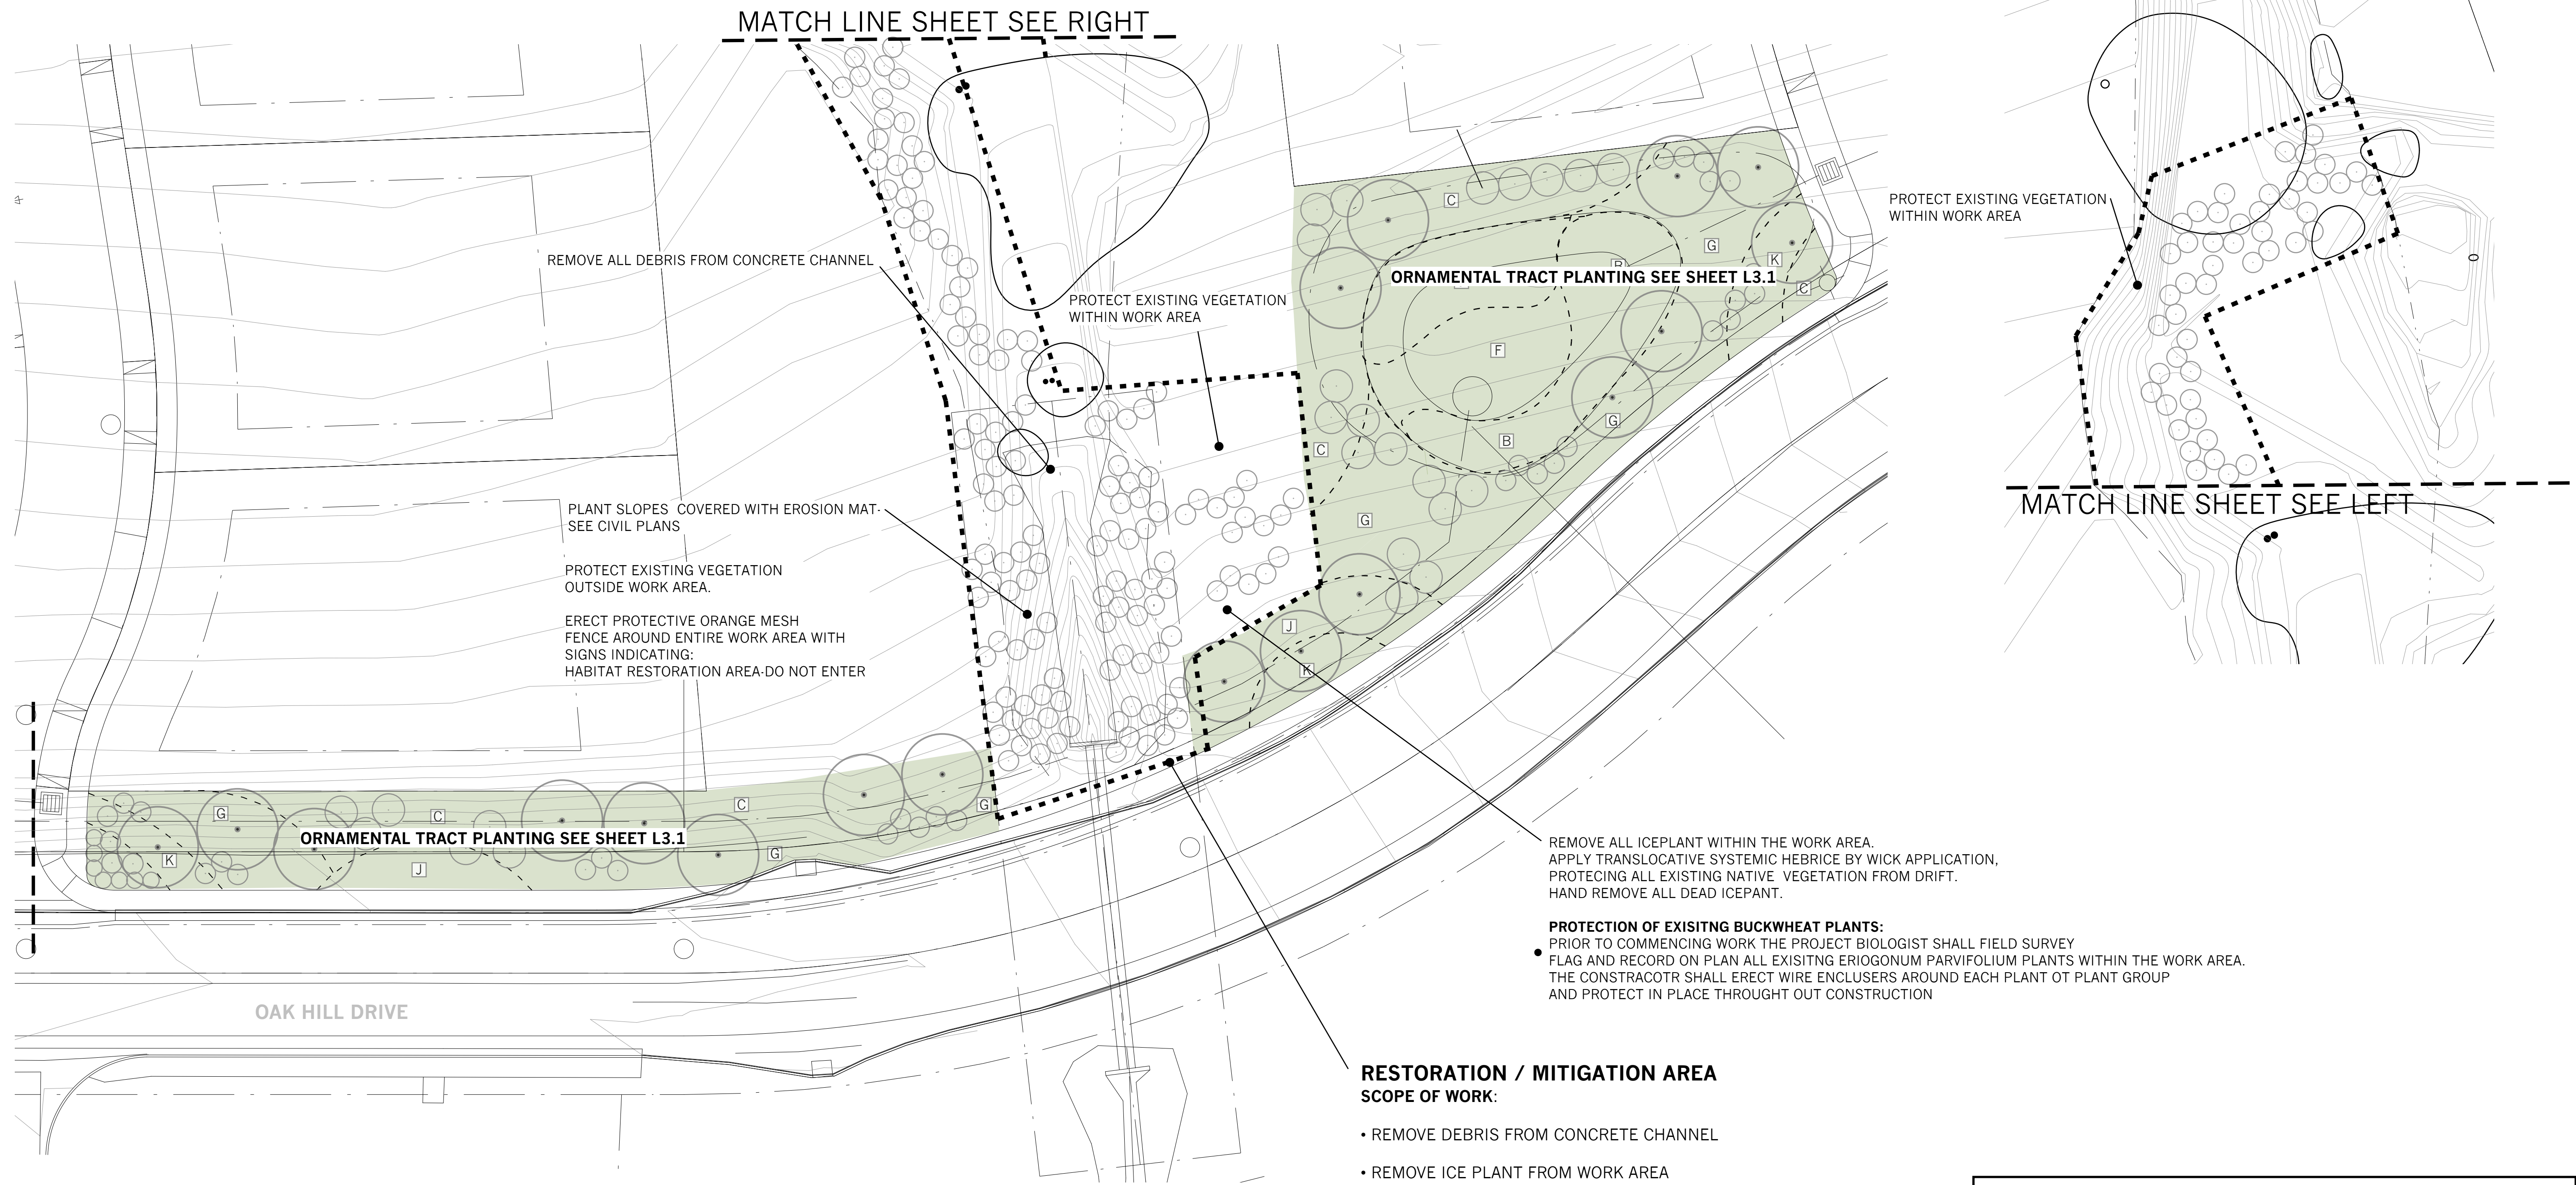 MATCH LINE SHEET SEE RIGHT
REMOVE ALL DEBRIS FROM CONCRETE CHANNEL
PROTECT EXISTING VEGETATION
WITHIN WORK AREA
C
G
K
C
ORNAMENTAL TRACT PLANTING SEE SHEET L3.1
F
B
G
C
G
J
K
PROTECT EXISTING VEGETATION
WITHIN WORK AREA
MATCH LINE SHEET SEE LEFT
PLANT SLOPES COVERED WITH EROSION MAT-
SEE CIVIL PLANS
PROTECT EXISTING VEGETATION
OUTSIDE WORK AREA.
ERECT PROTECTIVE ORANGE MESH
FENCE AROUND ENTIRE WORK AREA WITH
SIGNS INDICATING:
HABITAT RESTORATION AREA-DO NOT ENTER
G
C
C
G
ORNAMENTAL TRACT PLANTING SEE SHEET L3.1
K
J
G
OAK HILL DRIVE
REMOVE ALL ICEPLANT WITHIN THE WORK AREA.
APPLY TRANSLOCATIVE SYSTEMIC HEBRICE BY WICK APPLICATION,
PROTECING ALL EXISTING NATIVE VEGETATION FROM DRIFT.
HAND REMOVE ALL DEAD ICEPANT.
PROTECTION OF EXISITNG BUCKWHEAT PLANTS:
PRIOR TO COMMENCING WORK THE PROJECT BIOLOGIST SHALL FIELD SURVEY
FLAG AND RECORD ON PLAN ALL EXISITNG ERIOGONUM PARVIFOLIUM PLANTS WITHIN THE WORK AREA.
THE CONSTRACOTR SHALL ERECT WIRE ENCLUSERS AROUND EACH PLANT OT PLANT GROUP
AND PROTECT IN PLACE THROUGHT OUT CONSTRUCTION
RESTORATION / MITIGATION AREA
SCOPE OF WORK:
• REMOVE DEBRIS FROM CONCRETE CHANNEL
• REMOVE ICE PLANT FROM WORK AREA